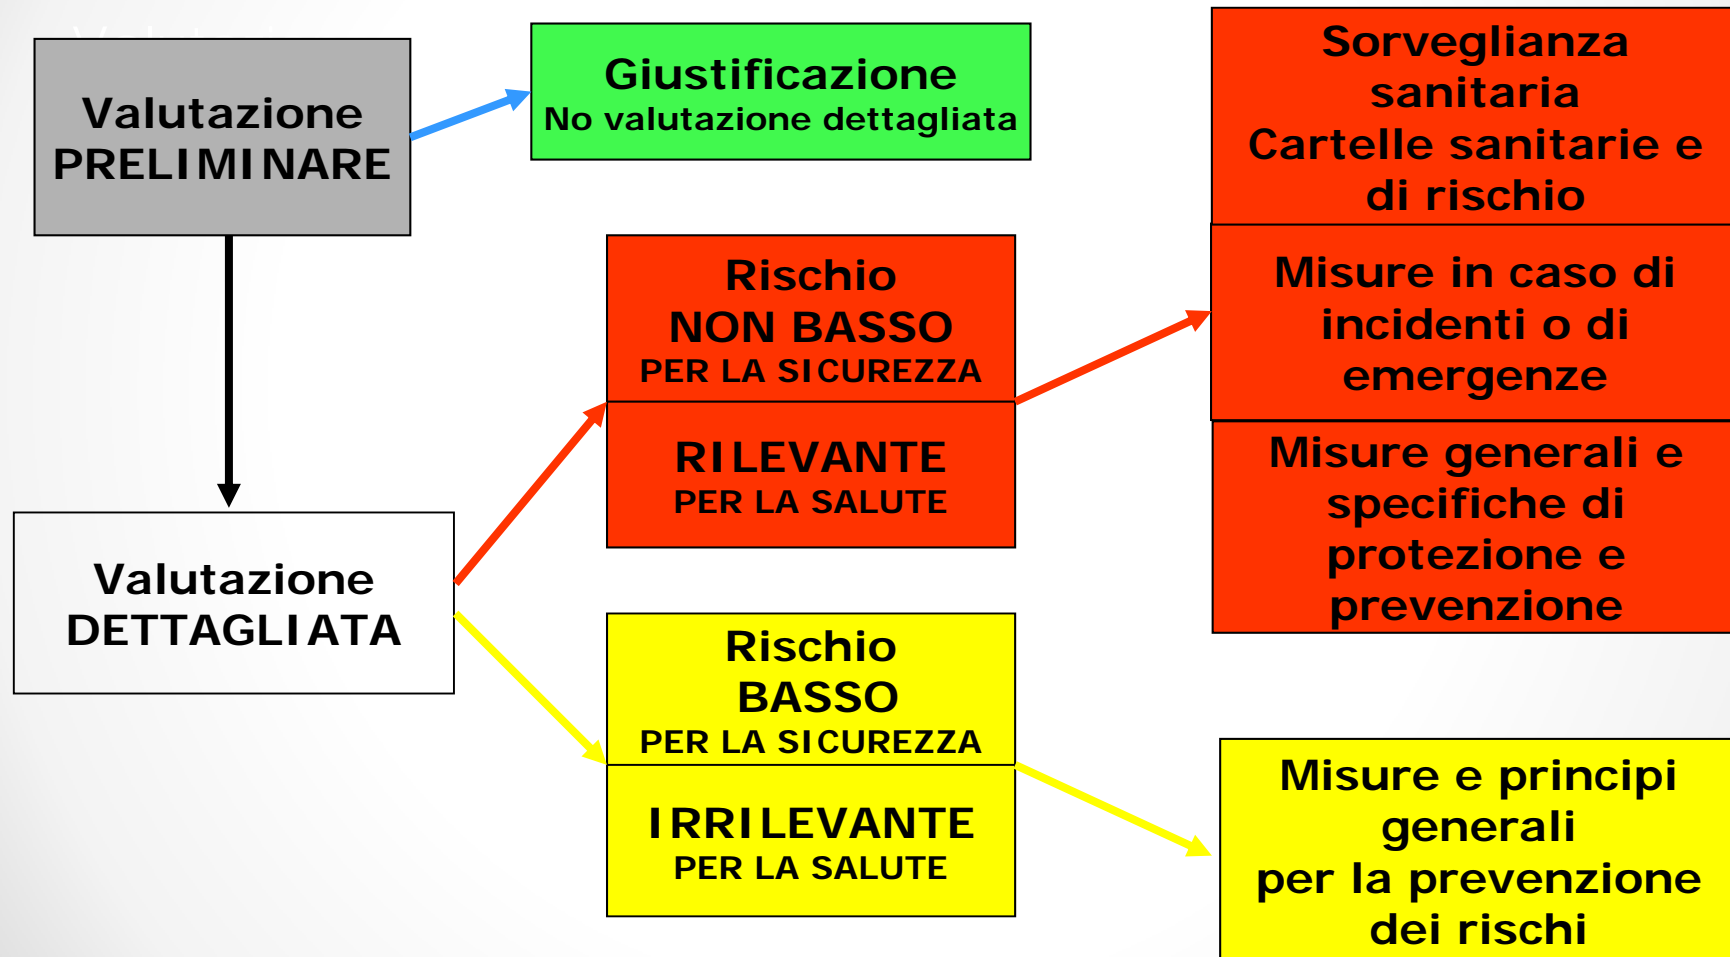 Valutazione
PRELIMINARE
Giustificazione
No valutazione dettagliata
Sorveglianza
sanitaria
Cartelle sanitarie e
di rischio
Misure in caso di
incidenti o di
emergenze
Misure generali e
specifiche di
protezione e
prevenzione
Rischio
NON BASSO
PER LA SICUREZZA
RILEVANTE
PER LA SALUTE
Valutazione
DETTAGLIATA
Rischio
BASSO
PER LA SICUREZZA
IRRILEVANTE
PER LA SALUTE
Misure e principi
generali
per la prevenzione
dei rischi